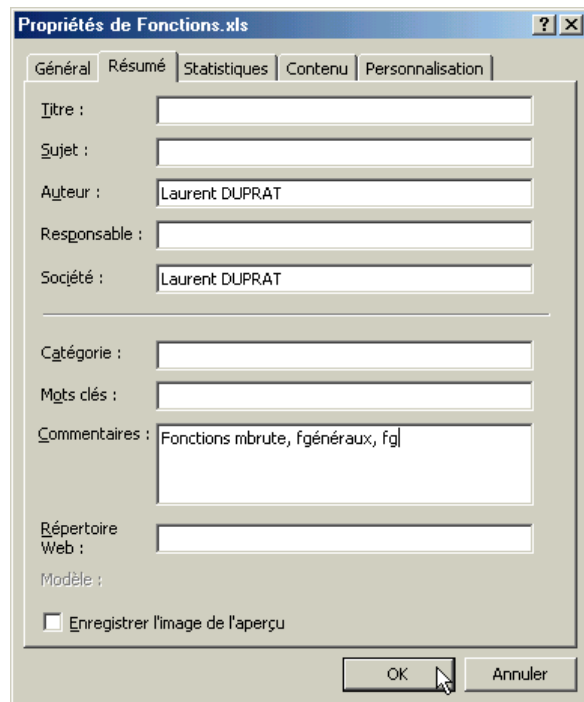 Propriétés de Fonctions.xls
Général Résumé Statistiques Contenu Personnalisation
Titre :
Sujet :
Auteur : Laurent DUPRAT
Responsable :
Société : Laurent DUPRAT
Catégorie :
Mots clés :
Commentaires : Fonctions mbrute, fgénéraux, fg
Répertoire
Web :
Modèle :
Enregistrer l'image de l'aperçu
OK Annuler